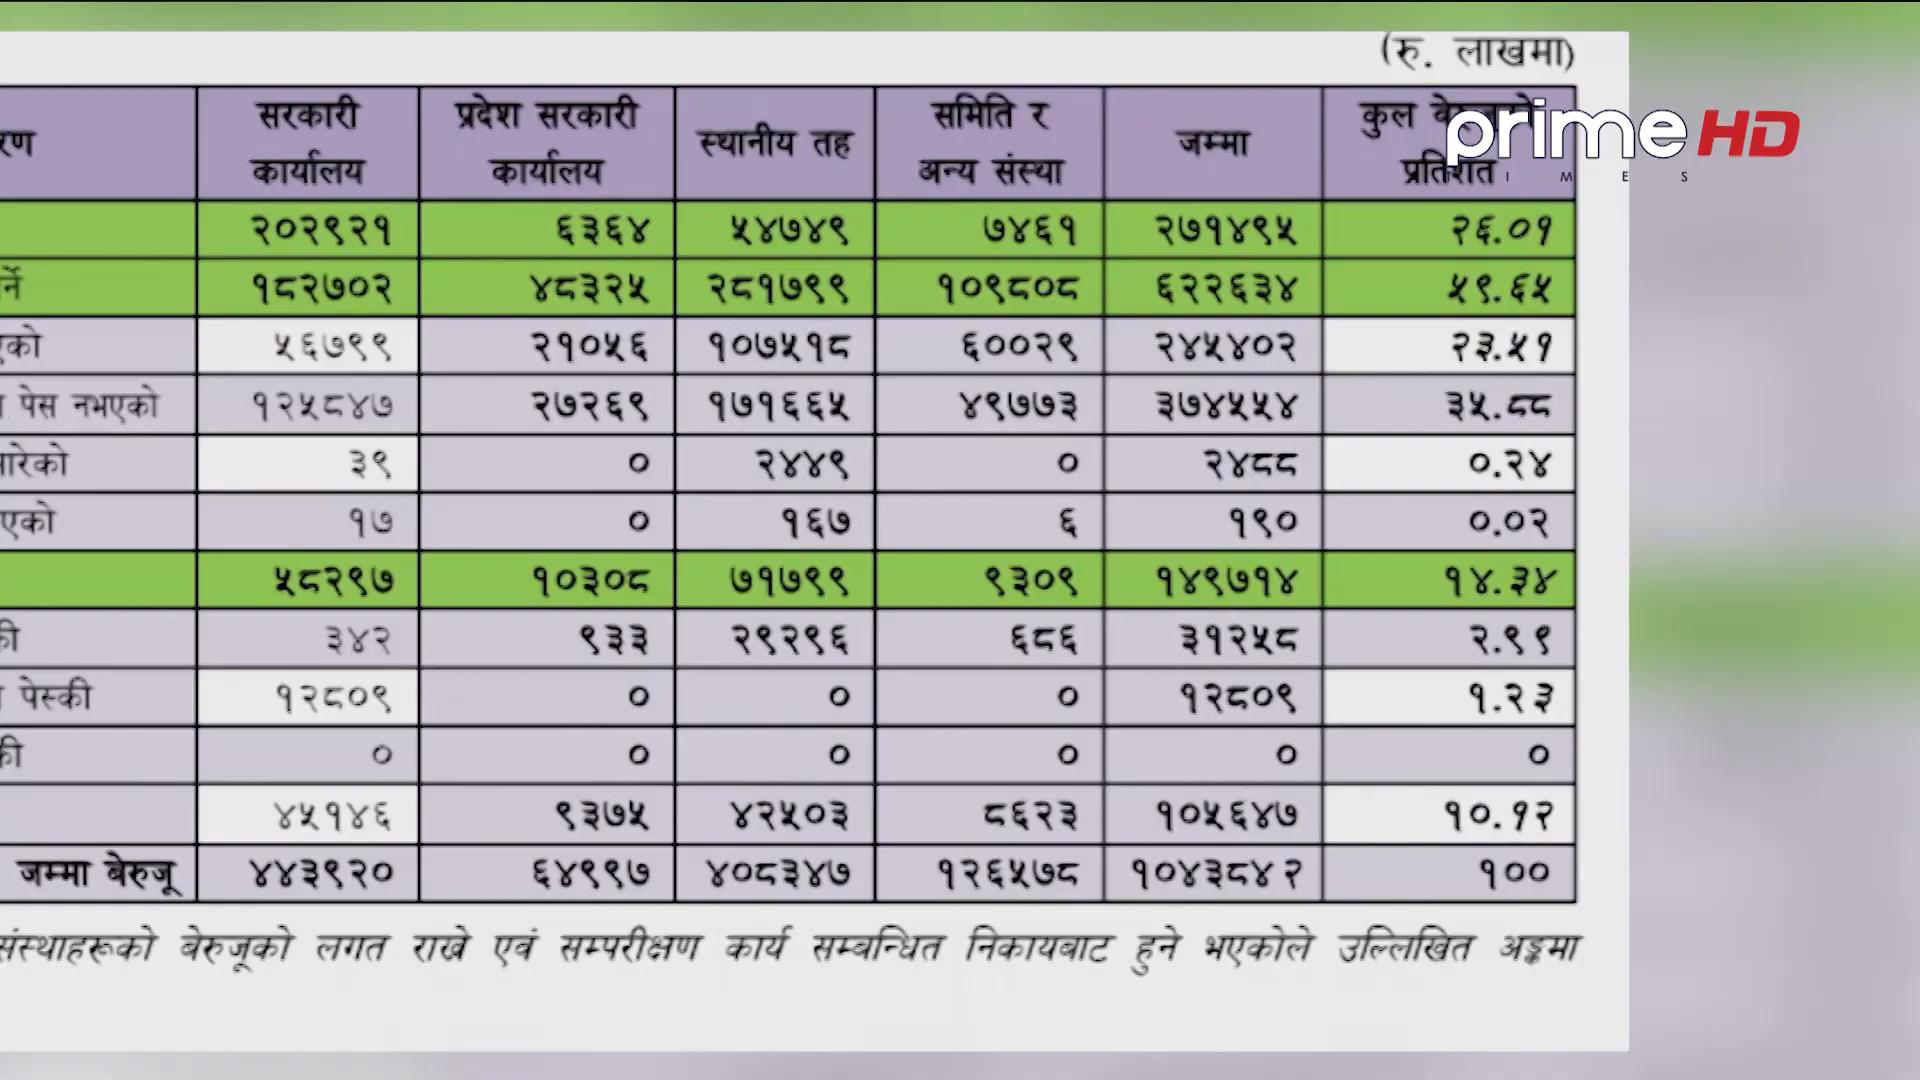 (रु. लाखमा)
सरकारी कार्यालय प्रदेश सरकारी कार्यालय स्थानीय तह समिति र अन्य संस्था जम्मा कुल प्रतिशत
prime HD
२०२९२१ ६३६४ ५४७४९ ७४६१ २७१४९५ २६.०१
१८२७०२ ४८३२५ २८१७९९ १०९८०८ ६२२६३४ ५९.६५
५६७९९ २१०५६ १०७५१८ ६००२९ २४५४०२ २३.५१
पेस नभएको १२५८४७ २७२६९ १७१६६५ ४९७७३ ३७४५५४ ३५.८८
३९ ० २४४९ ० २४८८ ०.२४
१७ ० १६७ ६ १९० ०.०२
५८२९७ १०३०८ ७१७९९ ९३०९ १४९७१४ १४.३४
३४२ ९३३ २९२९६ ६८६ ३१२५८ २.९९
पेस्की १२८०९ ० ० ० १२८०९ १.२३
० ० ० ० ० ०
४५१४६ ९३७५ ४२५०३ ८६२३ १०५६४७ १०.१२
जम्मा बेरुजू ४४३९२० ६४९९७ ४०८३४७ १२६५७८ १०४३८४२ १००
संस्थाहरूको बेरुजूको लगत राखे एवं सम्परीक्षण कार्य सम्बन्धित निकायबाट हुने भएकोले उल्लिखित अङ्कमा